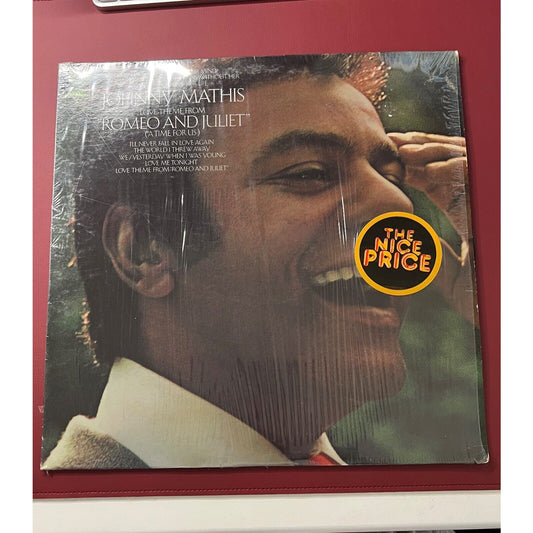 WITHOUT HER
JOHNNY MATHIS
LOVE THEME FROM
"ROMEO AND JULIET"
("A TIME FOR US)
I'LL NEVER FALL IN LOVE AGAIN
THE WORLD I THREW AWAY
WE/YESTERDAY WHEN I WAS YOUNG
LOVE ME TONIGHT
LOVE THEME FROM "ROMEO AND JULIET"
THE
NICE
PRICE